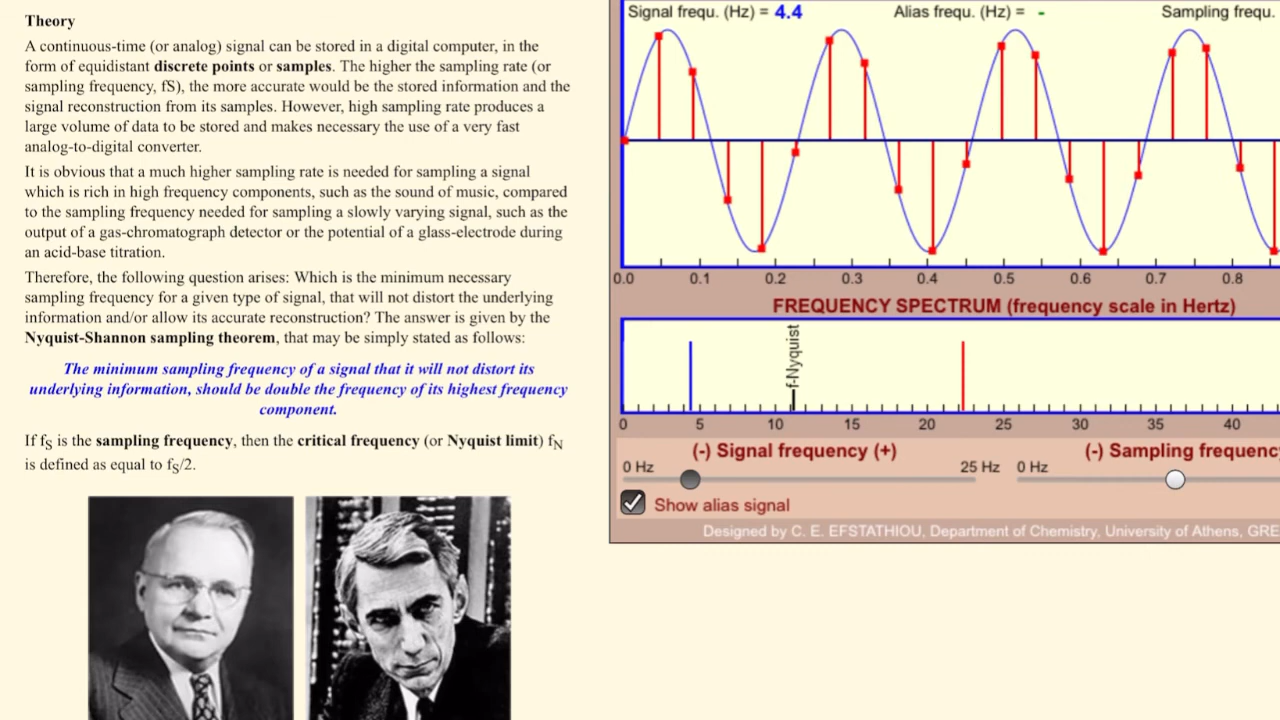 Theory
A continuous-time (or analog) signal can be stored in a digital computer, in the
form of equidistant discrete points or samples. The higher the sampling rate (or
sampling frequency, fS), the more accurate would be the stored information and the
signal reconstruction from its samples. However, high sampling rate produces a
large volume of data to be stored and makes necessary the use of a very fast
analog-to-digital converter.
It is obvious that a much higher sampling rate is needed for sampling a signal
which is rich in high frequency components, such as the sound of music, compared
to the sampling frequency needed for sampling a slowly varying signal, such as the
output of a gas-chromatograph detector or the potential of a glass-electrode during
an acid-base titration.
Therefore, the following question arises: Which is the minimum necessary
sampling frequency for a given type of signal, that will not distort the underlying
information and/or allow its accurate reconstruction? The answer is given by the
Nyquist-Shannon sampling theorem, that may be simply stated as follows:
The minimum sampling frequency of a signal that it will not distort its
underlying information, should be double the frequency of its highest frequency
component.
If fS is the sampling frequency, then the critical frequency (or Nyquist limit) fN
is defined as equal to fS/2.
Signal frequ. (Hz) = 4.4 Alias frequ. (Hz) = - Sampling frequ.
0.0 0.1 0.2 0.3 0.4 0.5 0.6 0.7 0.8
FREQUENCY SPECTRUM (frequency scale in Hertz)
f-Nyquist
0 5 10 15 20 25 30 35 40
(-) Signal frequency (+) (-) Sampling frequenc
0 Hz 25 Hz 0 Hz
Show alias signal
Designed by C. E. EFSTATHIOU, Department of Chemistry, University of Athens, GRE